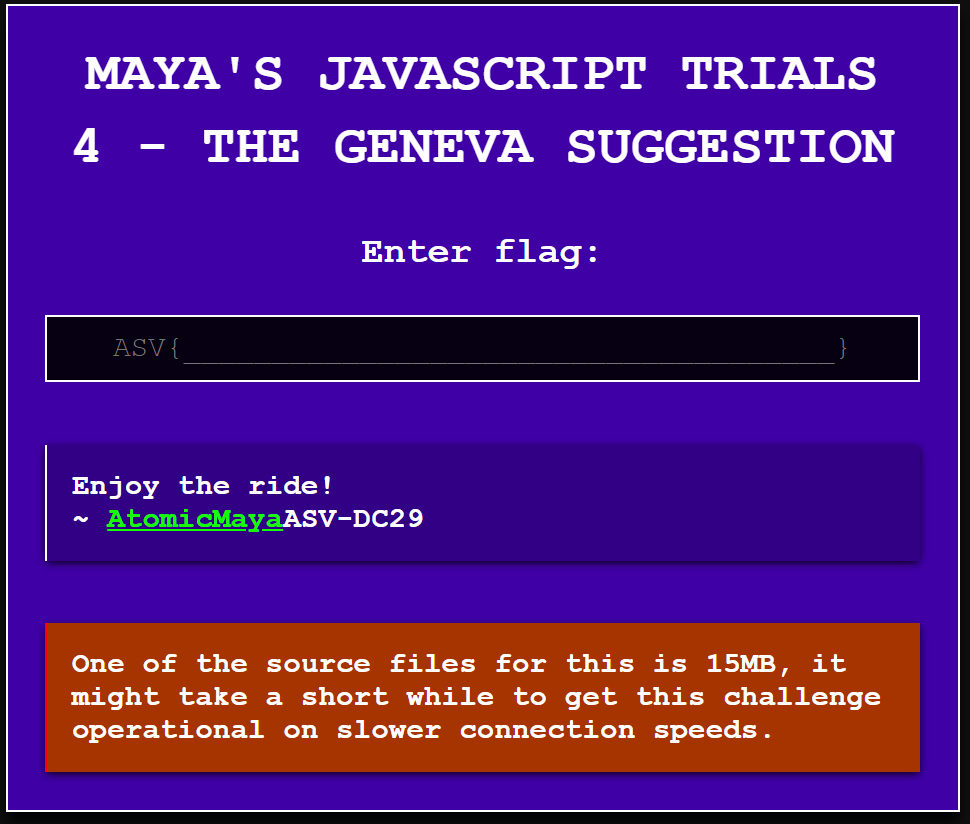 MAYA'S JAVASCRIPT TRIALS
4 – THE GENEVA SUGGESTION
Enter flag:
ASV{_____________________________________}
Enjoy the ride!
~ AtomicMayaASV-DC29
One of the source files for this is 15MB, it
might take a short while to get this challenge
operational on slower connection speeds.